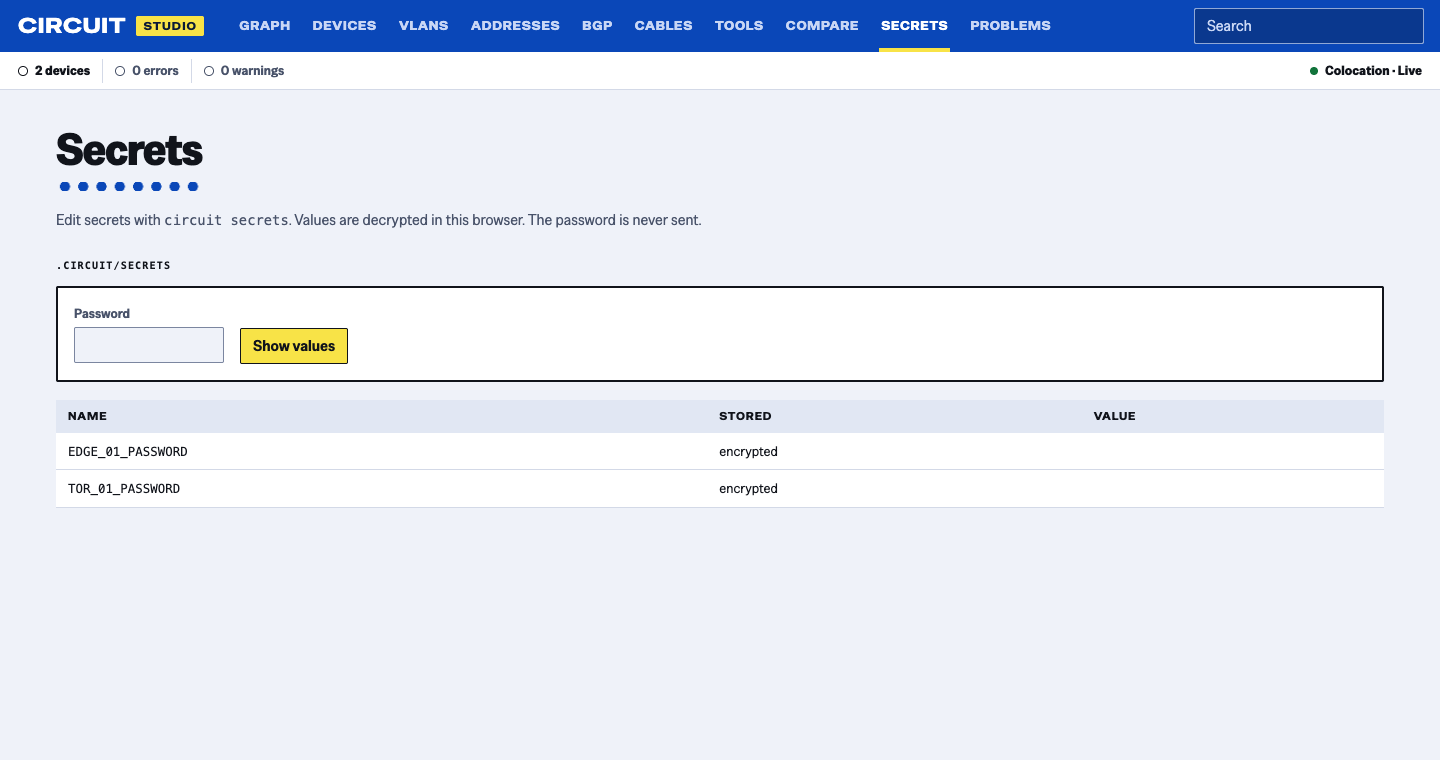 CIRCUIT STUDIO GRAPH DEVICES VLANS ADDRESSES BGP CABLES TOOLS COMPARE SECRETS PROBLEMS Search
2 devices 0 errors 0 warnings Colocation · Live
Secrets
Edit secrets with circuit secrets. Values are decrypted in this browser. The password is never sent.
.CIRCUIT/SECRETS
Password
Show values
NAME STORED VALUE
EDGE_01_PASSWORD encrypted
TOR_01_PASSWORD encrypted